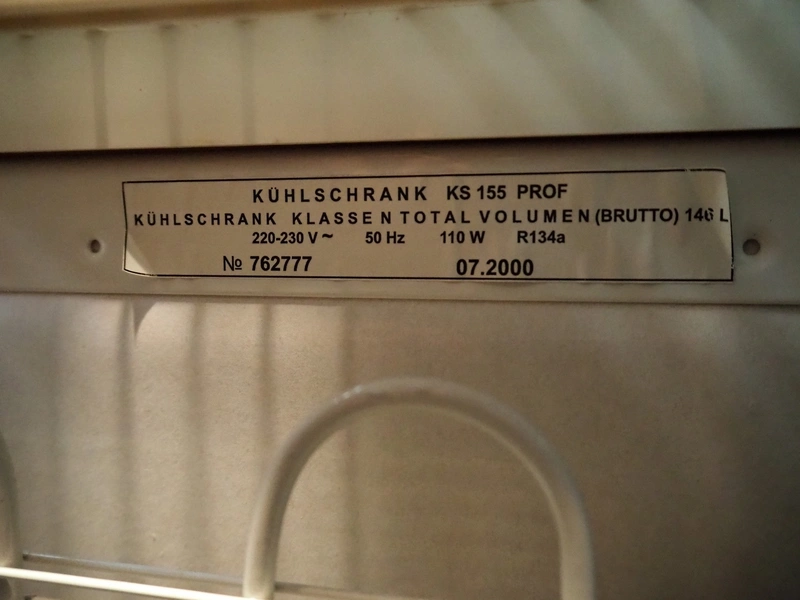 KÜHLSCHRANK KS 155 PROF
KÜHLSCHRANK KLASSEN TOTAL VOLUMEN (BRUTTO) 146 L
220-230 V ~ 50 Hz 110 W R134a
№ 762777 07.2000